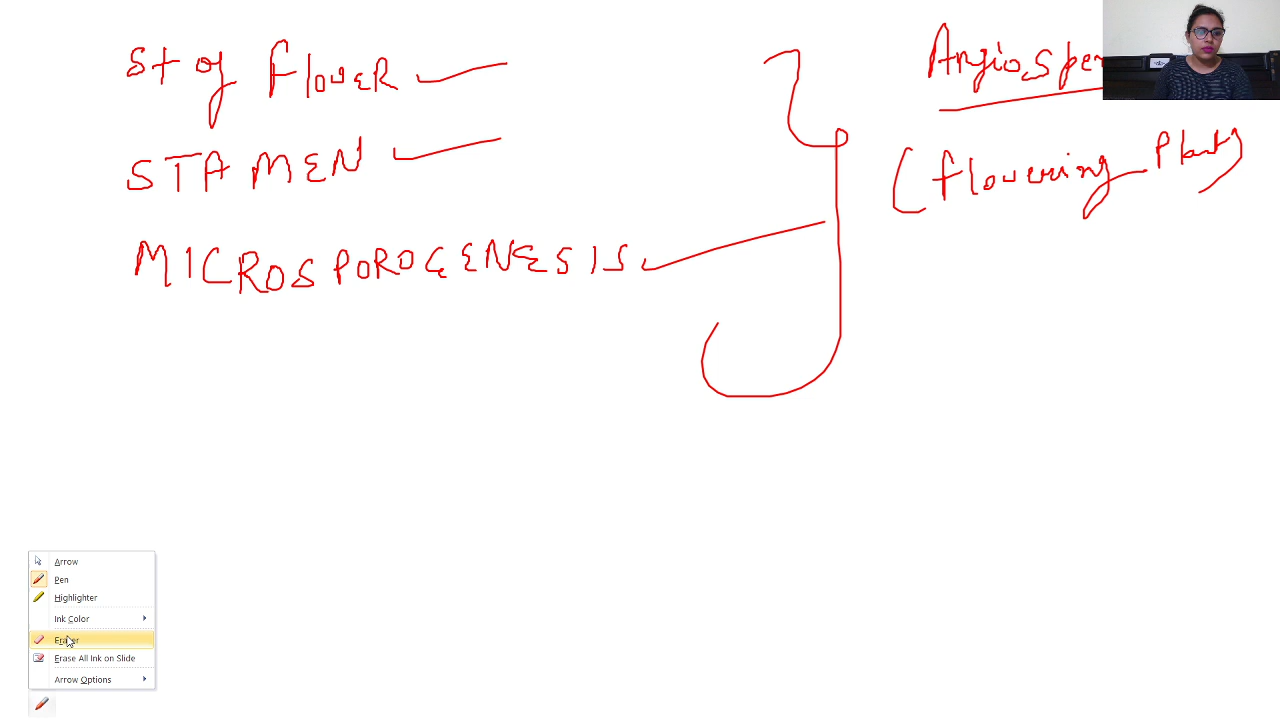 St of flower
STAMEN
MICROSPOROGENESIS
Angiosper
(flowering Plant)
Arrow
Pen
Highlighter
Ink Color
Eraser
Erase All Ink on Slide
Arrow Options